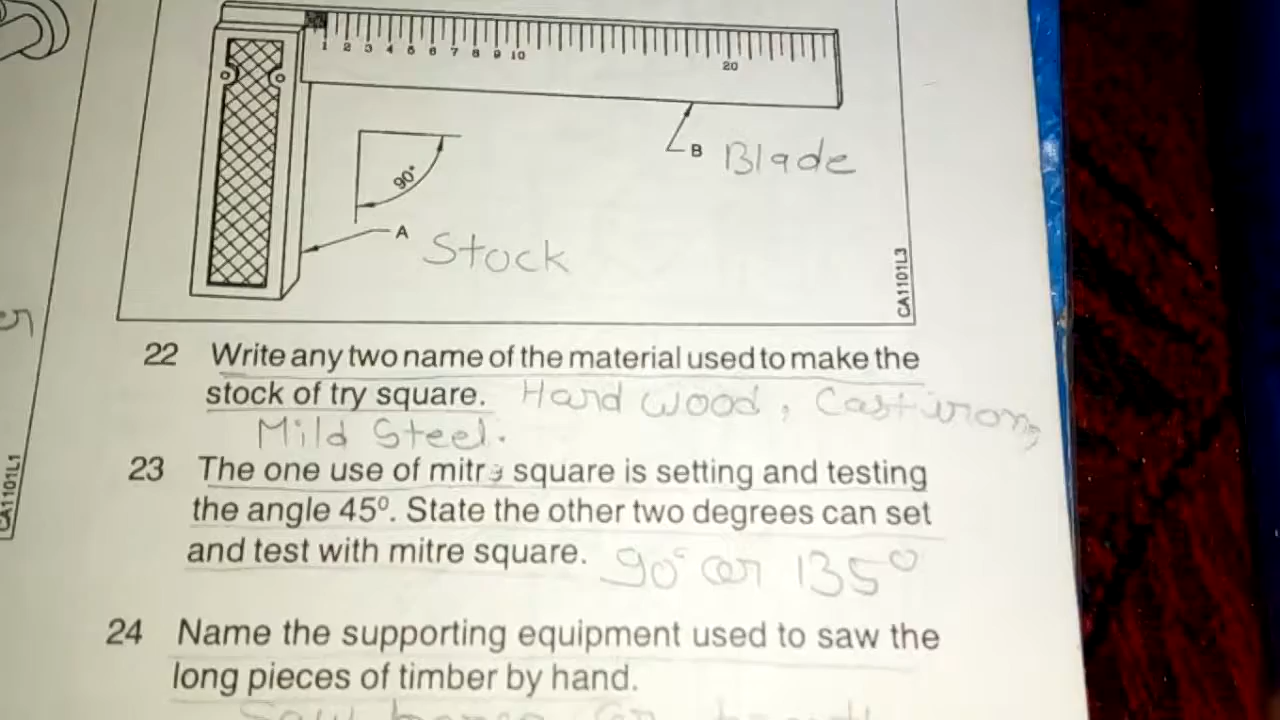 1 2 3 4 5 6 7 8 9 10 20
B Blade
90°
A Stock
CA1101L3
5
CA1101L1
22 Write any two name of the material used to make the
stock of try square. Hard wood, Cast iron,
Mild Steel.
23 The one use of mitre square is setting and testing
the angle 45⁰. State the other two degrees can set
and test with mitre square. 90° or 135⁰
24 Name the supporting equipment used to saw the
long pieces of timber by hand.